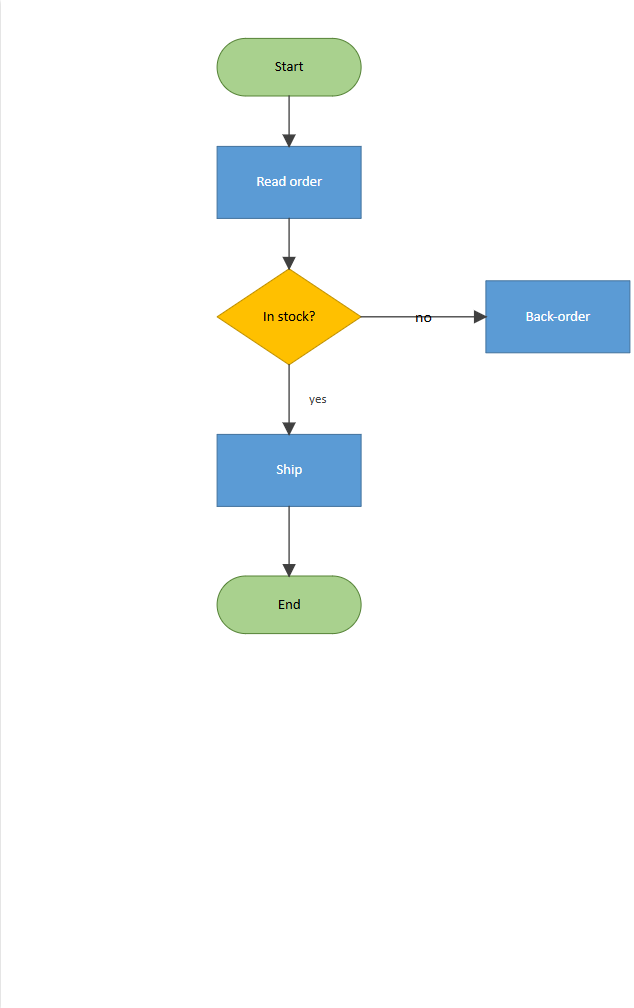 Start
Read order
In stock?
no
Back-order
yes
Ship
End